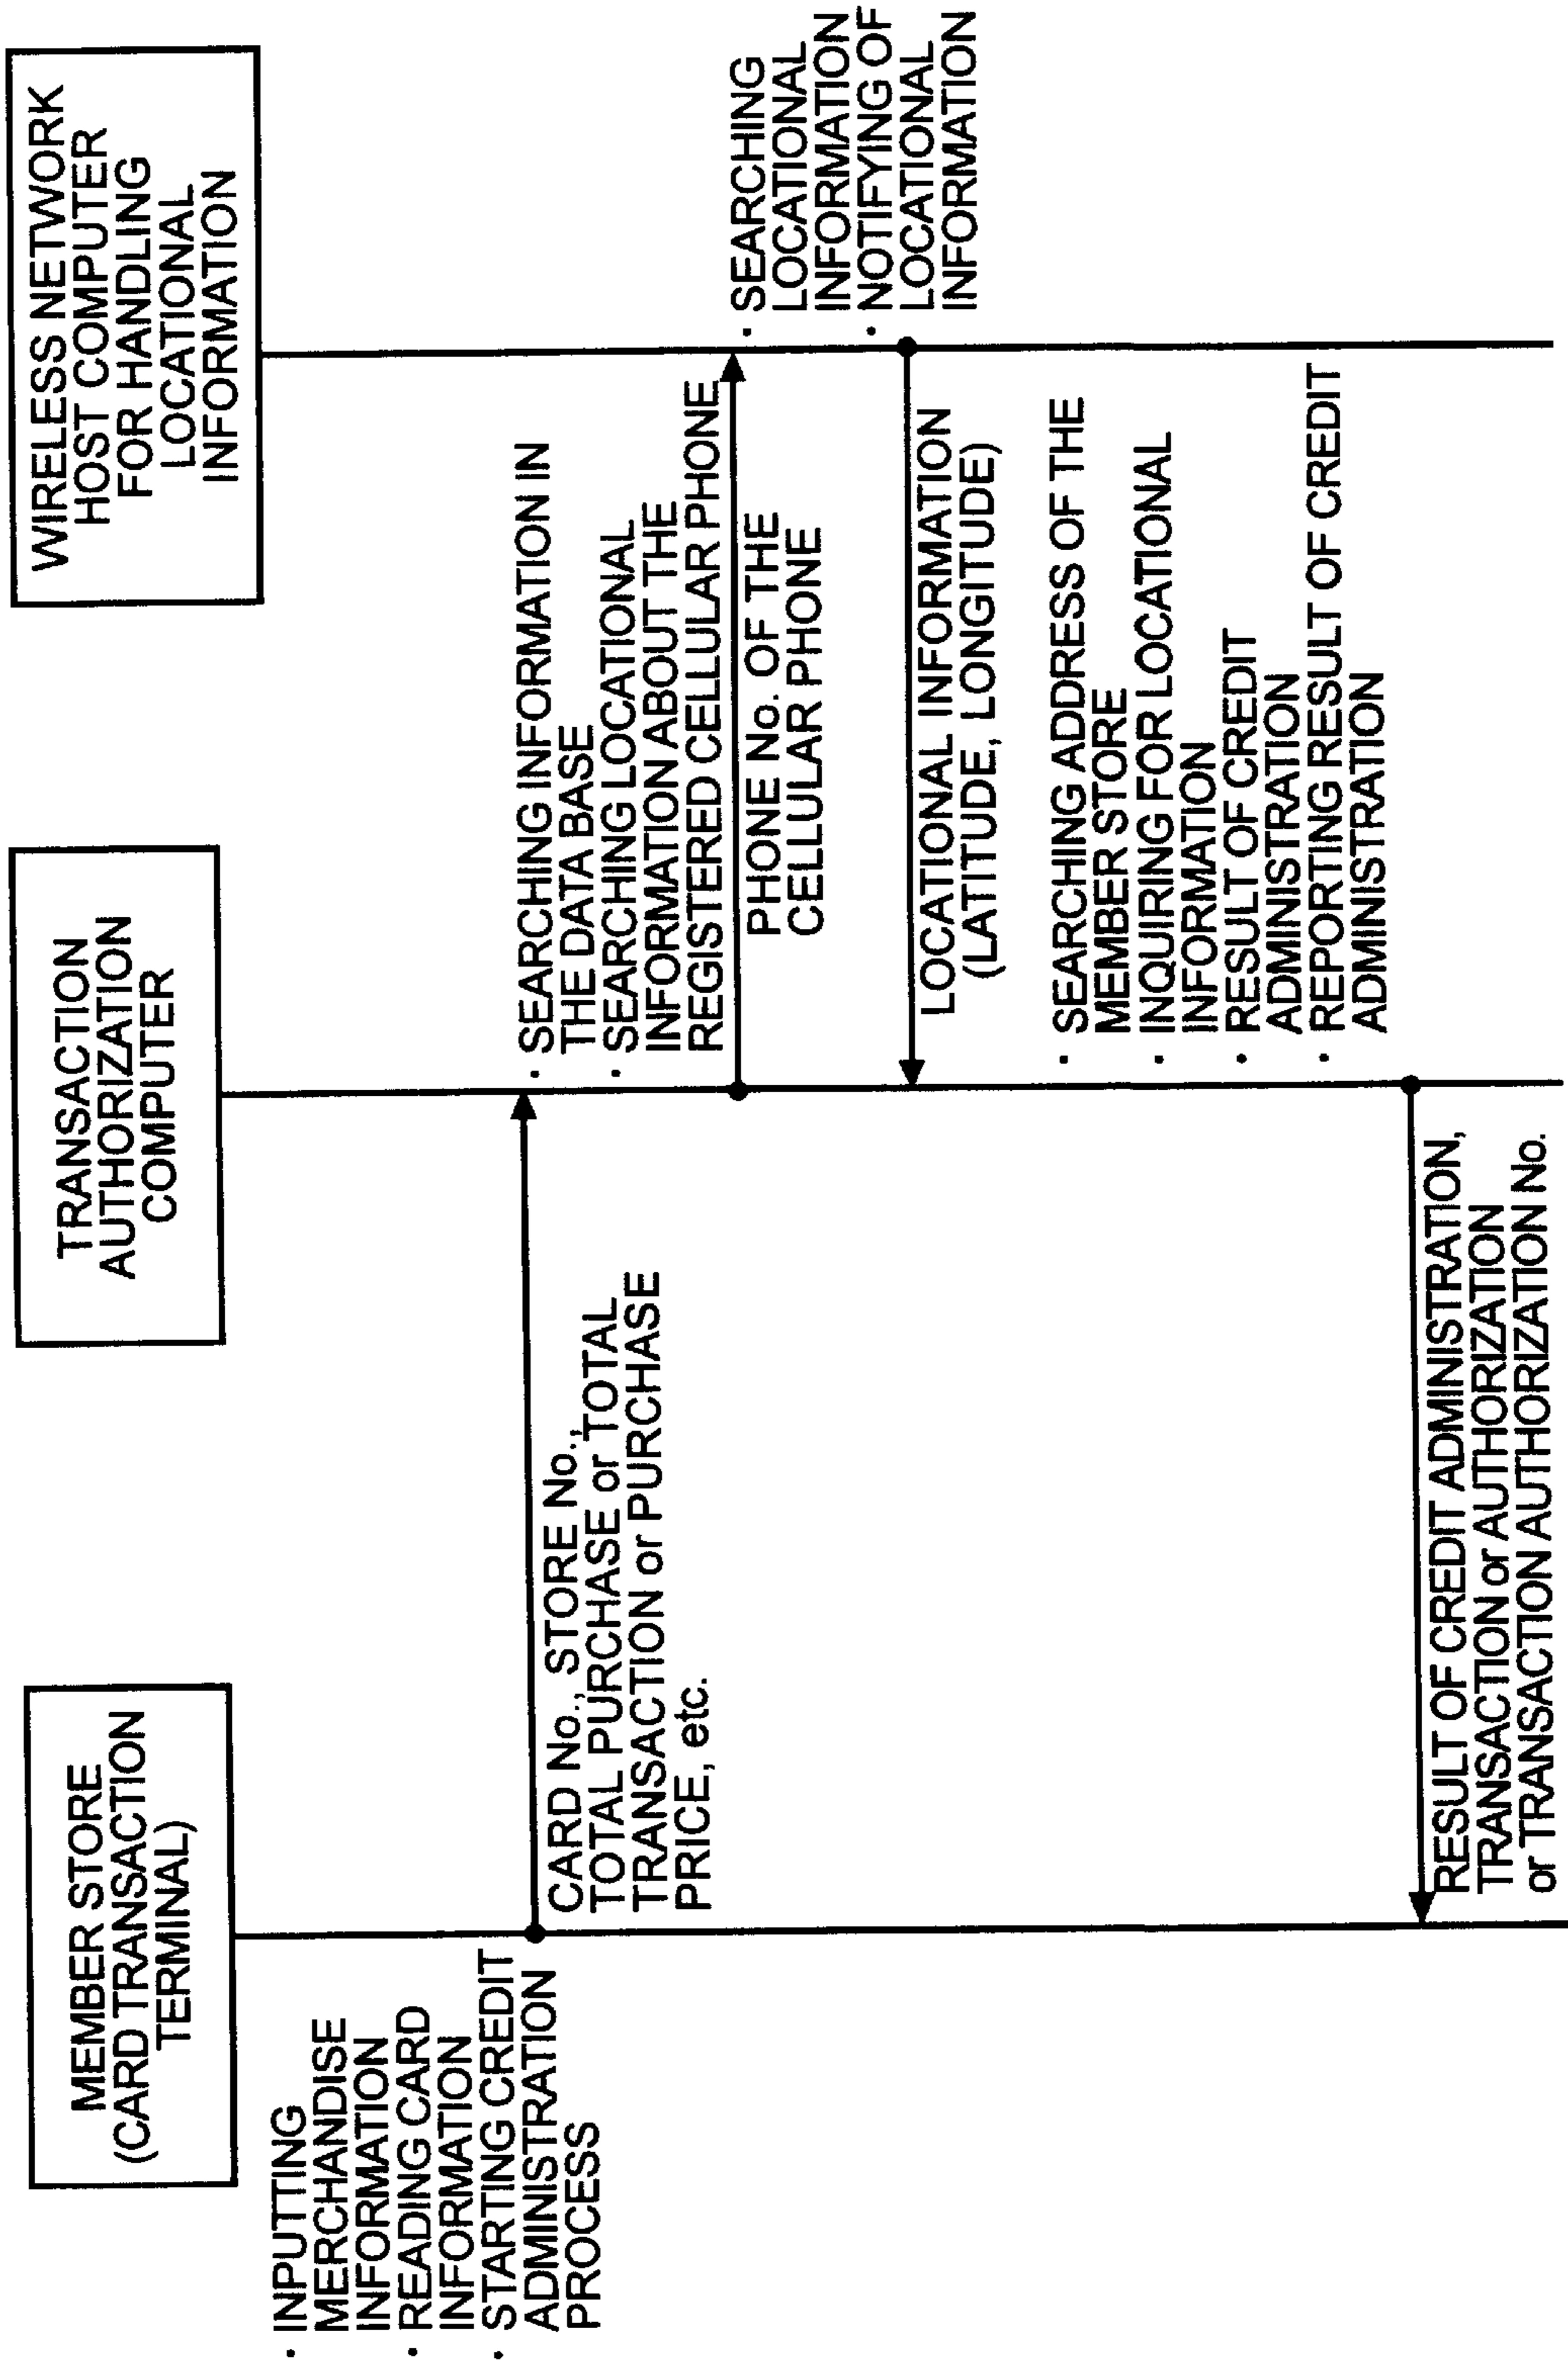 MEMBER STORE
(CARD TRANSACTION
TERMINAL)
TRANSACTION
AUTHORIZATION
COMPUTER
WIRELESS NETWORK
HOST COMPUTER
FOR HANDLING
LOCATIONAL
INFORMATION
· INPUTTING
MERCHANDISE
INFORMATION
· READING CARD
INFORMATION
· STARTING CREDIT
ADMINISTRATION
PROCESS
CARD No., STORE No.,
TOTAL PURCHASE or TOTAL
TRANSACTION or PURCHASE
PRICE, etc.
· SEARCHING INFORMATION IN
THE DATA BASE
· SEARCHING LOCATIONAL
INFORMATION ABOUT THE
REGISTERED CELLULAR PHONE
PHONE No. OF THE
CELLULAR PHONE
· SEARCHING
LOCATIONAL
INFORMATION
· NOTIFYING OF
LOCATIONAL
INFORMATION
LOCATIONAL INFORMATION
(LATITUDE, LONGITUDE)
· SEARCHING ADDRESS OF THE
MEMBER STORE
· INQUIRING FOR LOCATIONAL
INFORMATION
· RESULT OF CREDIT
ADMINISTRATION
· REPORTING RESULT OF CREDIT
ADMINISTRATION
RESULT OF CREDIT ADMINISTRATION,
TRANSACTION or AUTHORIZATION
or TRANSACTION AUTHORIZATION No.